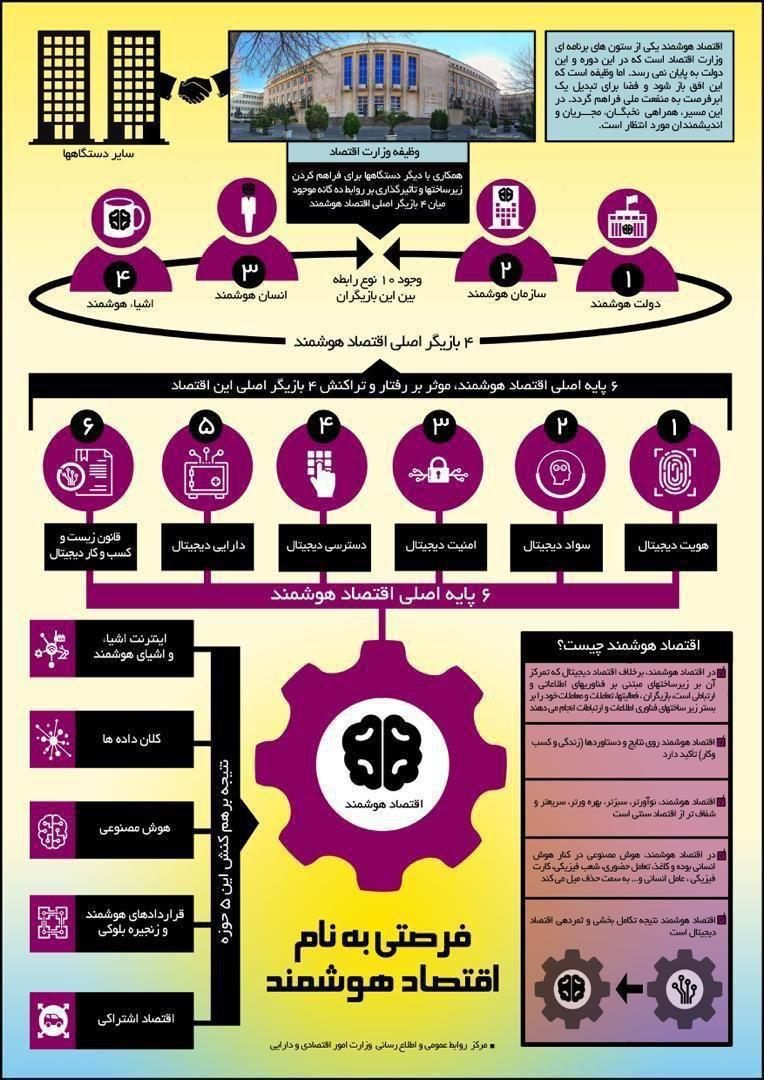 اقتصاد هوشمند یکی از ستون های برنامه ای
وزارت اقتصاد است که در این دوره و این
دولت به پایان نمی رسد. اما وظیفه است که
این افق باز شود و فضا برای تبدیل یک
ابرفرصت به منفعت ملی فراهم گردد. در
این مسیر، همراهی نخبگان، مجریان و
اندیشمندان مورد انتظار است.
سایر دستگاهها
وظیفه وزارت اقتصاد
همکاری با دیگر دستگاهها برای فراهم کردن
زیرساختها و تاثیرگذاری بر روابط ده گانه موجود
میان ۴ بازیگر اصلی اقتصاد هوشمند
۱
دولت هوشمند
۲
سازمان هوشمند
وجود ۱۰ نوع رابطه
بین این بازیگران
۳
انسان هوشمند
۴
اشیاء هوشمند
۴ بازیگر اصلی اقتصاد هوشمند
۶ پایه اصلی اقتصاد هوشمند، موثر بر رفتار و تراکنش ۴ بازیگر اصلی این اقتصاد
۱
هویت دیجیتال
۲
سواد دیجیتال
۳
امنیت دیجیتال
۴
دسترسی دیجیتال
۵
دارایی دیجیتال
۶
قانون زیست و
کسب و کار دیجیتال
۶ پایه اصلی اقتصاد هوشمند
اقتصاد هوشمند چیست؟
در اقتصاد هوشمند، برخلاف اقتصاد دیجیتال که تمرکز
آن بر زیرساختهای مبتنی بر فناوریهای اطلاعاتی و
ارتباطی است، بازیگران، فعالیتها، تعاملات و معاملات خود را بر
بستر زیر ساختهای فناوری اطلاعات و ارتباطات انجام می دهند
اقتصاد هوشمند روی نتایج و دستاوردها (زندگی و کسب
وکار) تأکید دارد
اقتصاد هوشمند، نوآورتر، سبزتر، بهره ورتر، سریعتر و
شفاف تر از اقتصاد سنتی است
در اقتصاد هوشمند، هوش مصنوعی در کنار هوش
انسانی بوده و کاغذ، تعامل حضوری، شعب فیزیکی، کارت
فیزیکی، عامل انسانی و... به سمت حذف میل می کند
اقتصاد هوشمند نتیجه تکامل بخشی و ثمردهی اقتصاد
دیجیتال است
اقتصاد هوشمند
نتیجه برهم کنش این ۵ حوزه
اینترنت اشیا،
و اشیای هوشمند
کلان داده ها
هوش مصنوعی
قراردادهای هوشمند
و زنجیره بلوکی
اقتصاد اشتراکی
فرصتی به نام
اقتصاد هوشمند
مرکز روابط عمومی و اطلاع رسانی وزارت امور اقتصادی و دارایی